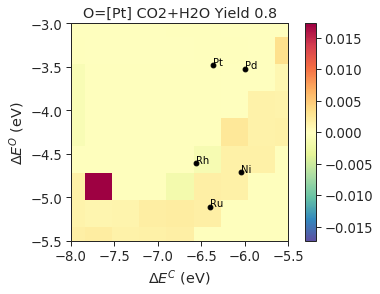 O=[Pt] CO2+H2O Yield 0.8
−3.0
−3.5
−4.0
−4.5
−5.0
−5.5
ΔE^O (eV)
Pt
Pd
Rh
Ni
Ru
−8.0 −7.5 −7.0 −6.5 −6.0 −5.5
ΔE^C (eV)
0.015
0.010
0.005
0.000
−0.005
−0.010
−0.015